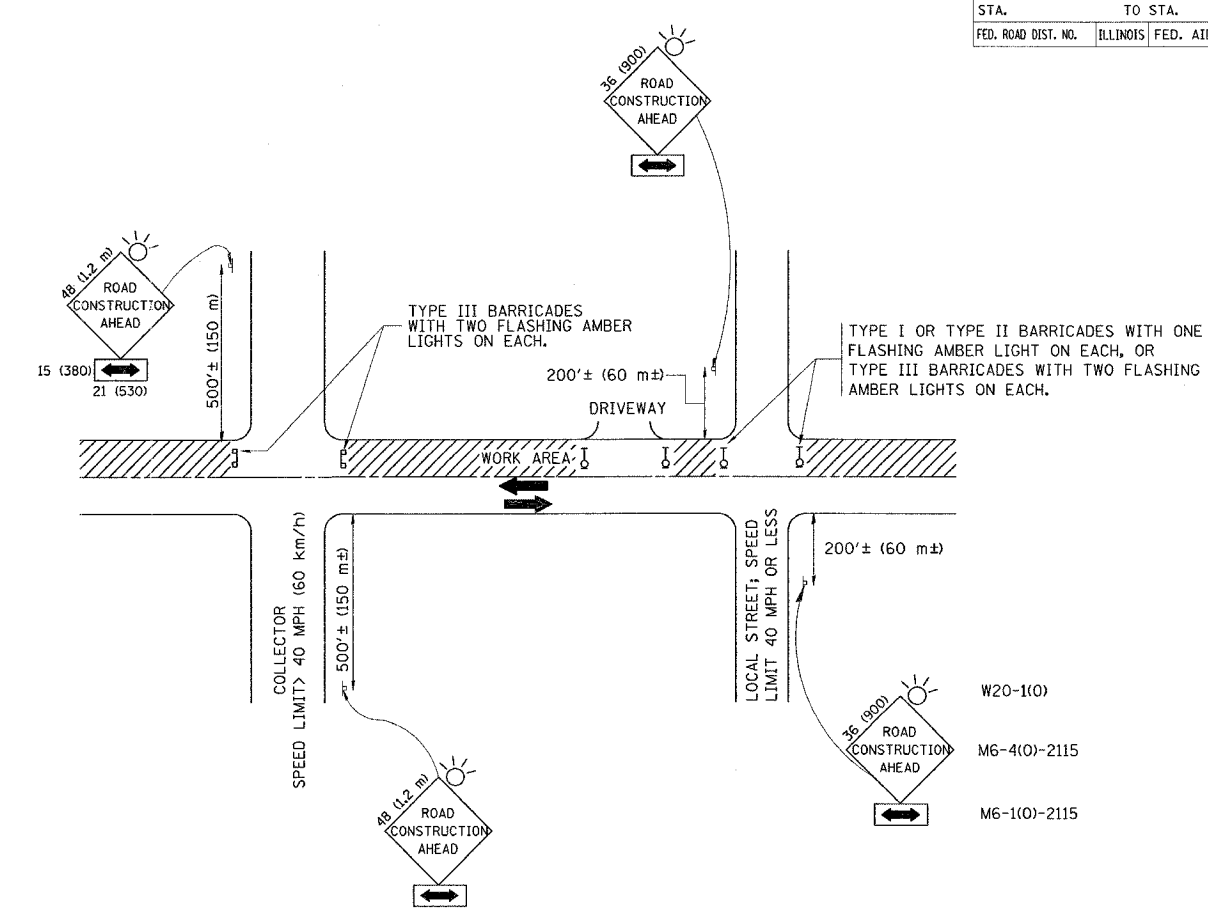 STA. TO STA.
FED. ROAD DIST. NO. ILLINOIS FED.
36 (900)
ROAD
CONSTRUCTION
AHEAD
48 (1.2 m)
ROAD
CONSTRUCTION
AHEAD
15 (380)
21 (530)
500'± (150 m)
TYPE III BARRICADES
WITH TWO FLASHING AMBER
LIGHTS ON EACH.
200'± (60 m±)
DRIVEWAY
TYPE I OR TYPE II BARRICADES WITH ONE
FLASHING AMBER LIGHT ON EACH, OR
TYPE III BARRICADES WITH TWO FLASHING
AMBER LIGHTS ON EACH.
WORK AREA
COLLECTOR
SPEED LIMIT> 40 MPH (60 km/h)
500'± (150 m±)
LOCAL STREET; SPEED
LIMIT 40 MPH OR LESS
200'± (60 m±)
36 (900)
ROAD
CONSTRUCTION
AHEAD
W20-1(O)
M6-4(O)-2115
M6-1(O)-2115
48 (1.2 m)
ROAD
CONSTRUCTION
AHEAD